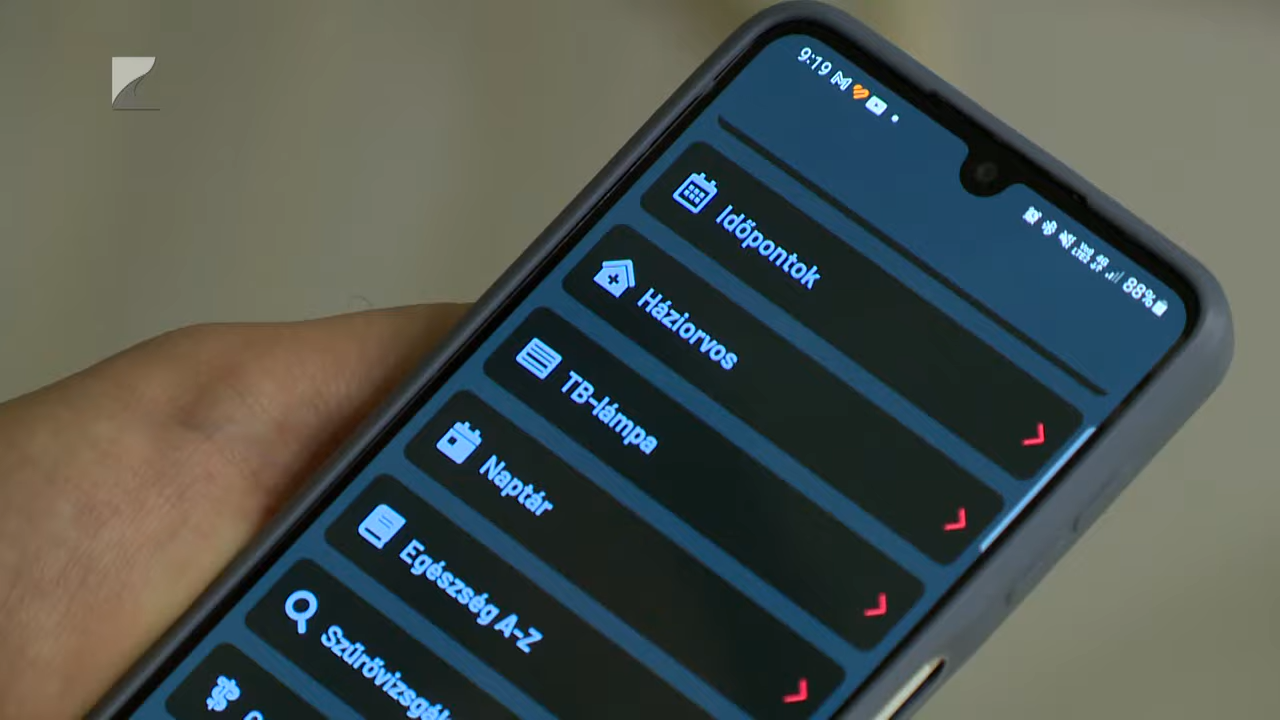 9:19
88%
Időpontok
Háziorvos
TB-lámpa
Naptár
Egészség A-Z